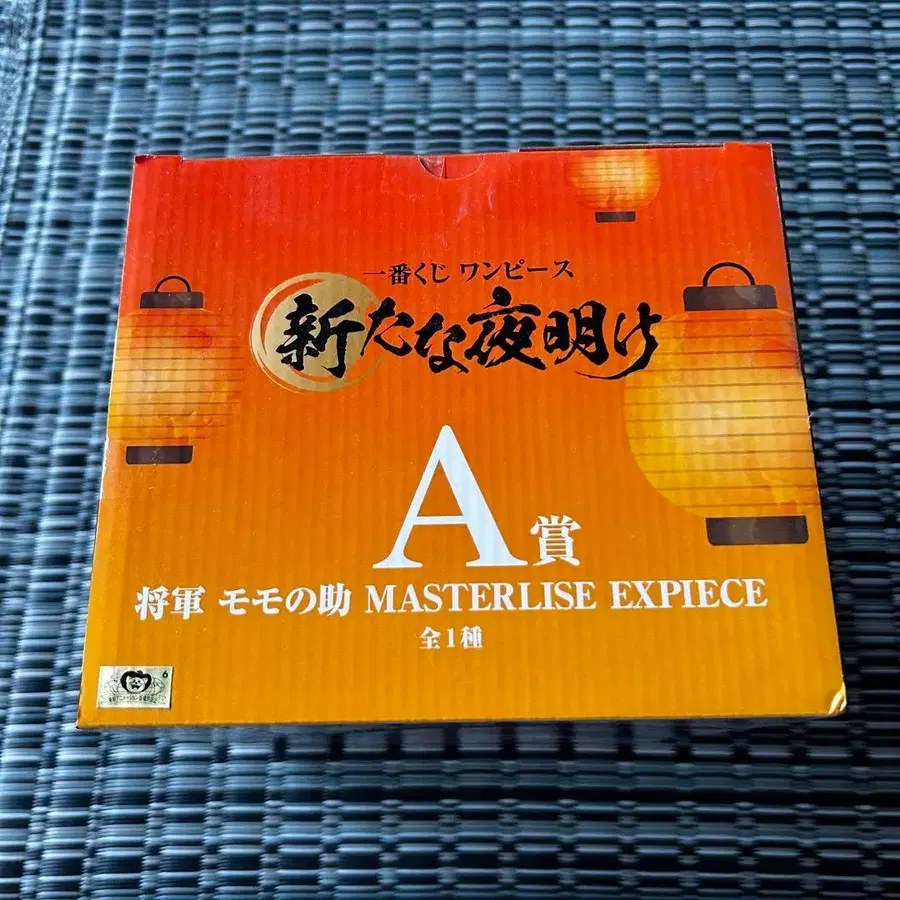 一番くじ ワンピース
新たな夜明け
A賞
将軍 モモの助 MASTERLISE EXPIECE
全1種
6